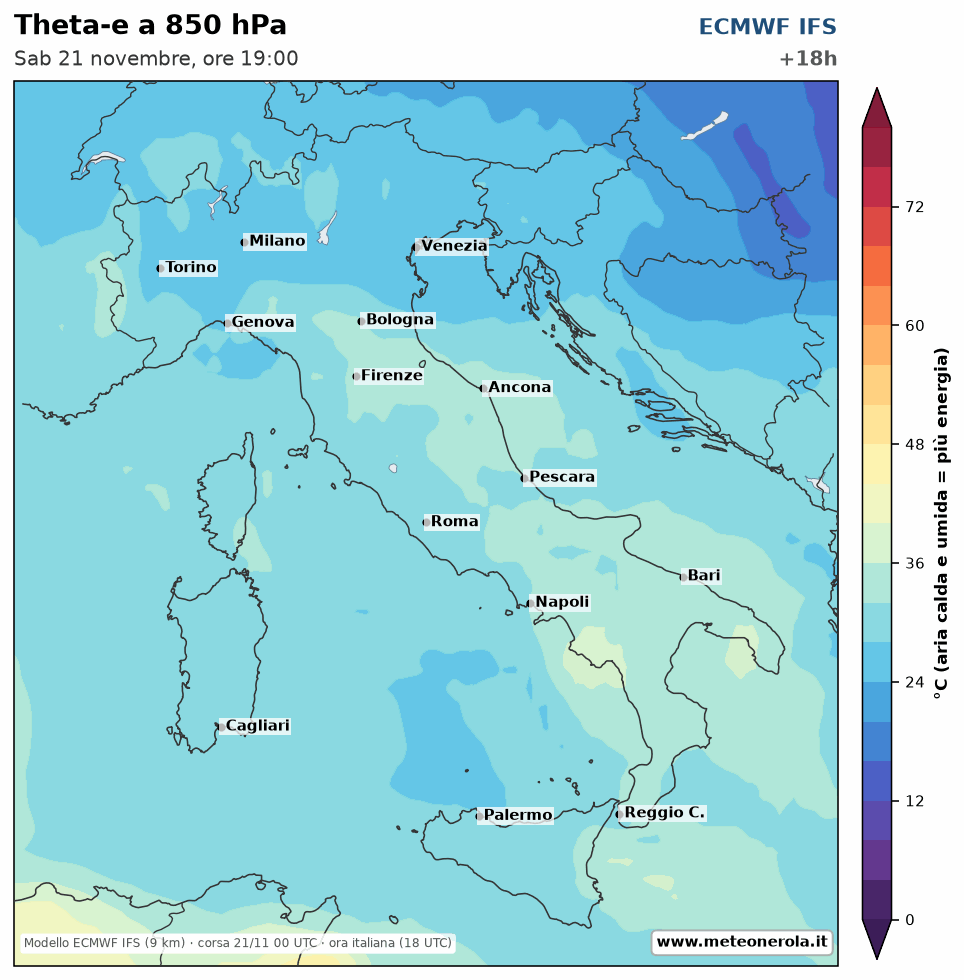 Theta-e a 850 hPa
ECMWF IFS
Sab 21 novembre, ore 19:00
+18h
Milano
Venezia
Torino
Genova
Bologna
Firenze
Ancona
Pescara
Roma
Bari
Napoli
Cagliari
Palermo
Reggio C.
72
60
48
36
24
12
0
°C (aria calda e umida = più energia)
Modello ECMWF IFS (9 km) · corsa 21/11 00 UTC · ora italiana (18 UTC)
www.meteonerola.it